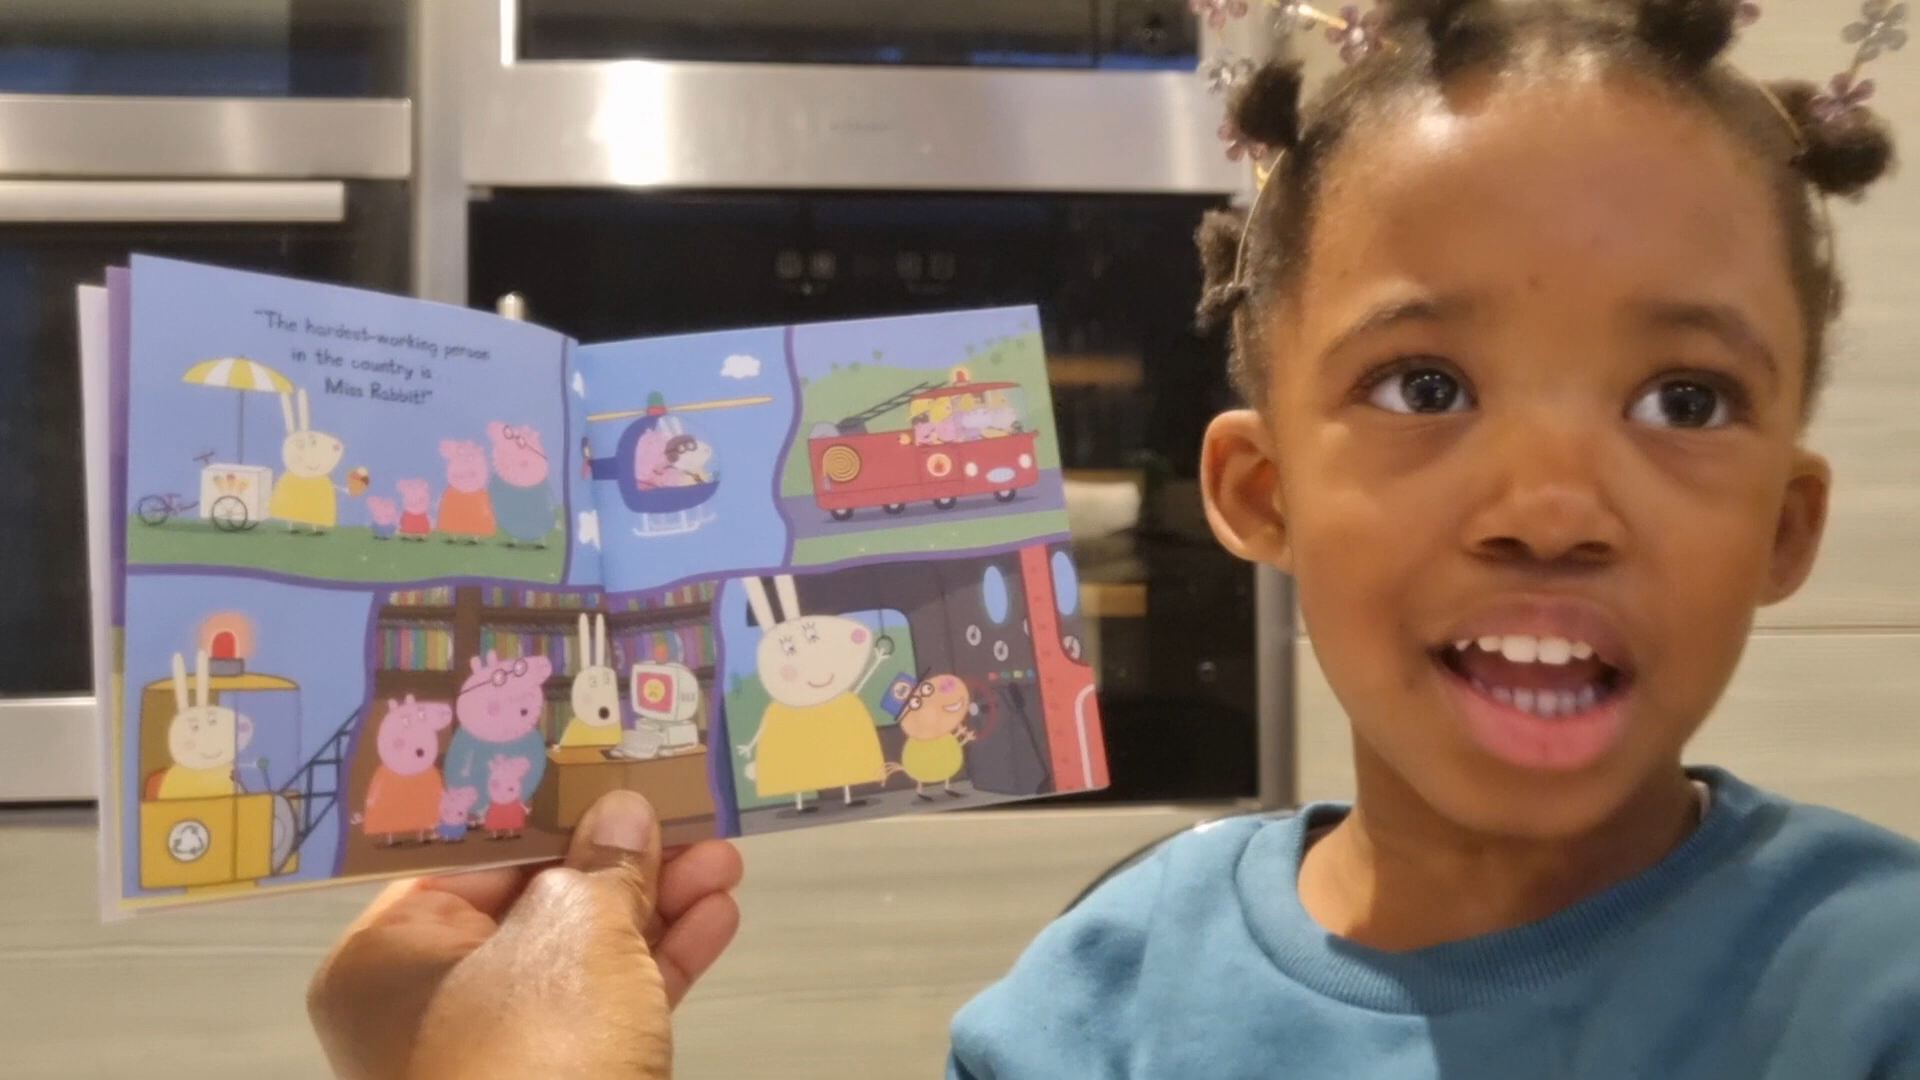 "The hardest-working person
in the country is...
Miss Rabbit!"